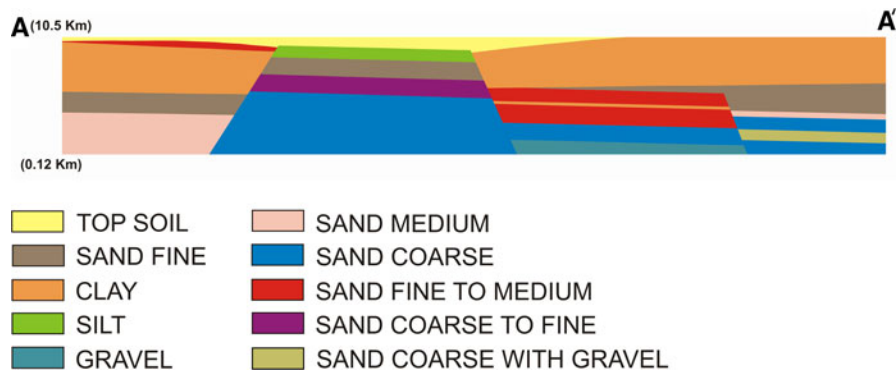 A (10.5 Km) A′
(0.12 Km)
TOP SOIL
SAND FINE
CLAY
SILT
GRAVEL
SAND MEDIUM
SAND COARSE
SAND FINE TO MEDIUM
SAND COARSE TO FINE
SAND COARSE WITH GRAVEL